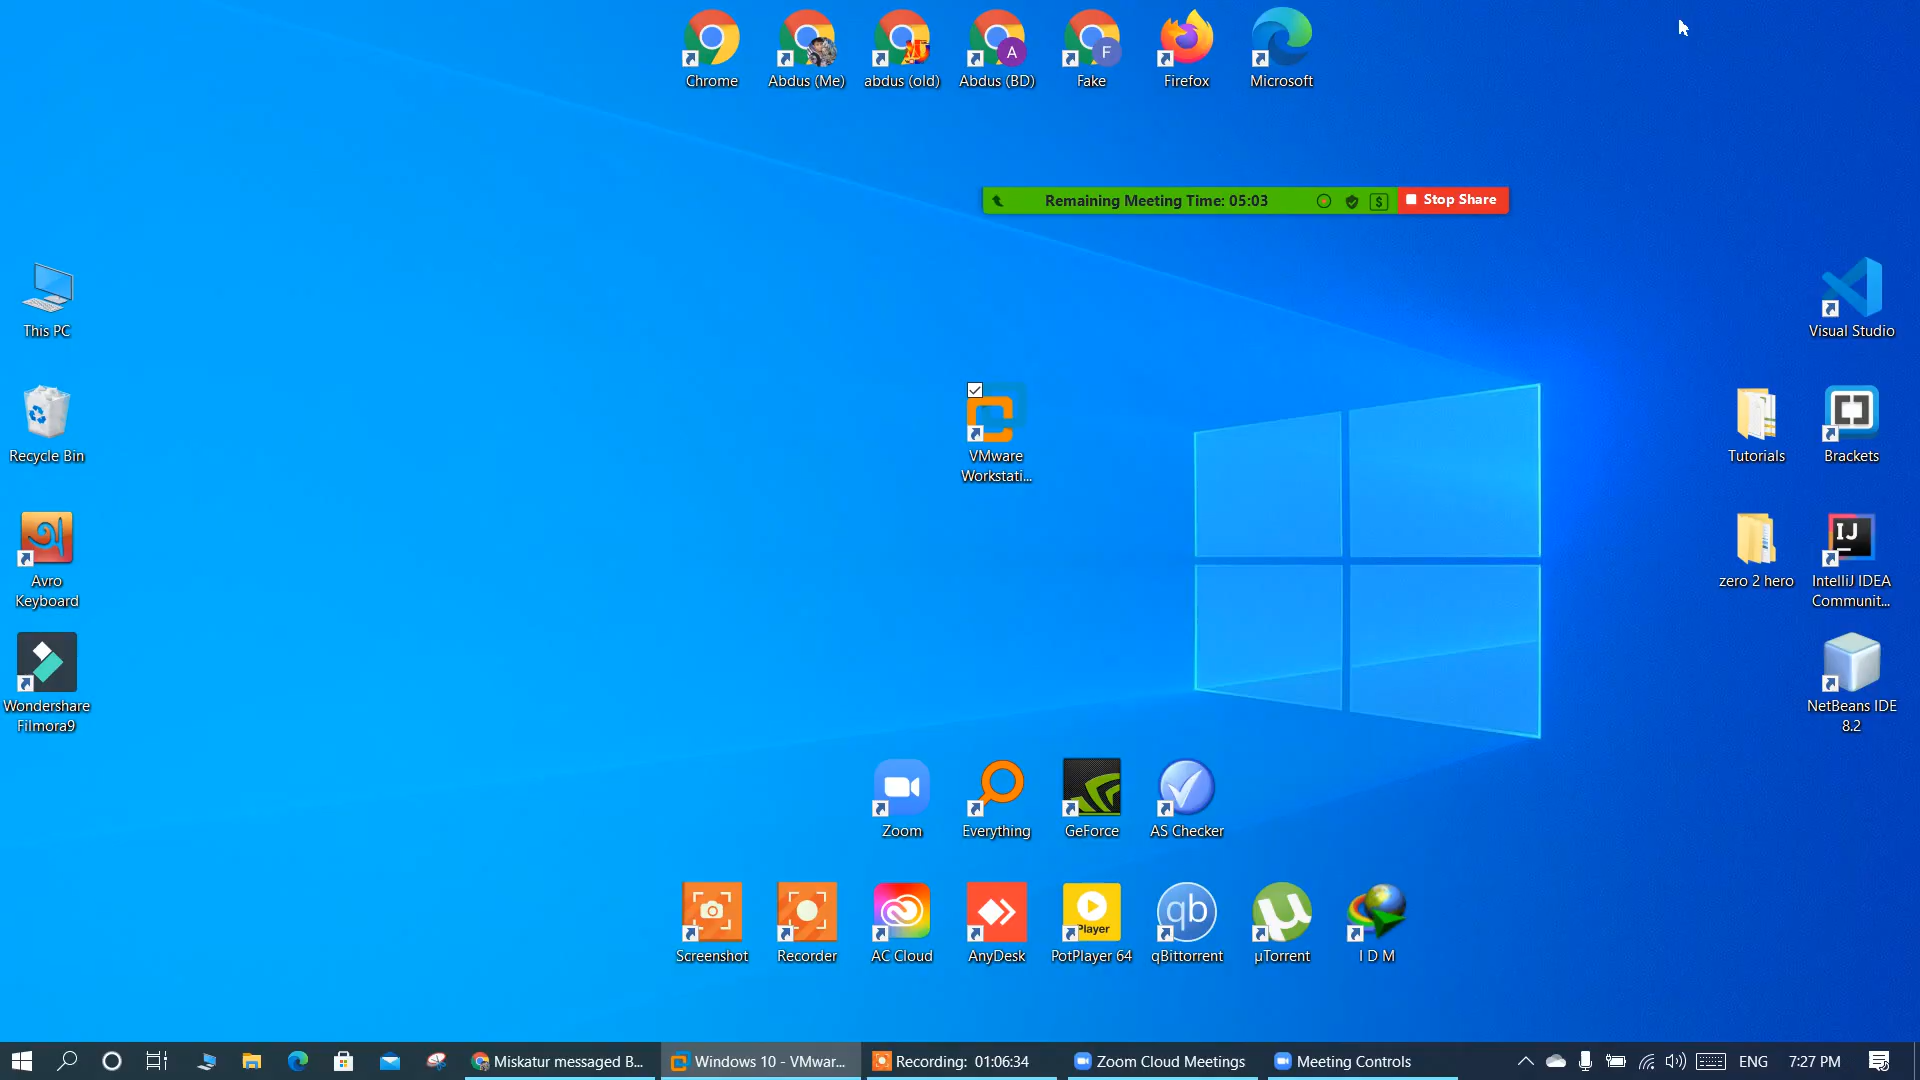 Chrome
Abdus (Me)
abdus (old)
A
Abdus (BD)
F
Fake
Firefox
Microsoft
Remaining Meeting Time: 05:03
$
Stop Share
This PC
Visual Studio
Recycle Bin
VMware
Workstati...
Tutorials
Brackets
অ
Avro
Keyboard
zero 2 hero
IJ
IntelliJ IDEA
Communit...
Wondershare
Filmora9
NetBeans IDE
8.2
Zoom
Everything
GeForce
AS Checker
Player
qb
µ
Screenshot
Recorder
AC Cloud
AnyDesk
PotPlayer 64
qBittorrent
µTorrent
I D M
Miskatur messaged B...
Windows 10 - VMwar...
Recording: 01:06:34
Zoom Cloud Meetings
Meeting Controls
ENG
7:27 PM